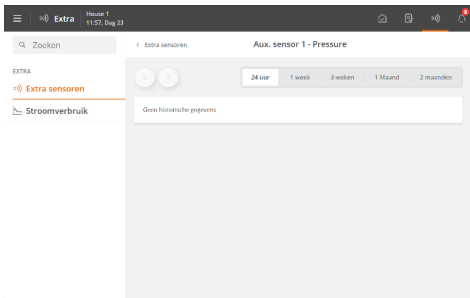 Extra
House 1
11:57, Dag 23
8
Zoeken
Extra sensoren
Aux. sensor 1 - Pressure
EXTRA
Extra sensoren
Stroomverbruik
24 uur
1 week
3 weken
1 Maand
2 maanden
Geen historische gegevens